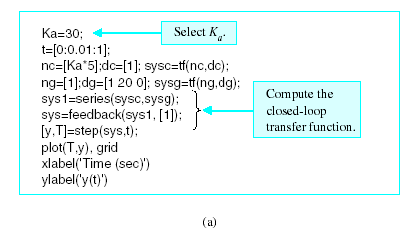 Ka=30;
Select Kₐ.
t=[0:0.01:1];
nc=[Ka*5];dc=[1]; sysc=tf(nc,dc);
ng=[1];dg=[1 20 0]; sysg=tf(ng,dg);
sys1=series(sysc,sysg);
sys=feedback(sys1, [1]);
[y,T]=step(sys,t);
Compute the
closed-loop
transfer function.
plot(T,y), grid
xlabel('Time (sec)')
ylabel('y(t)')
(a)